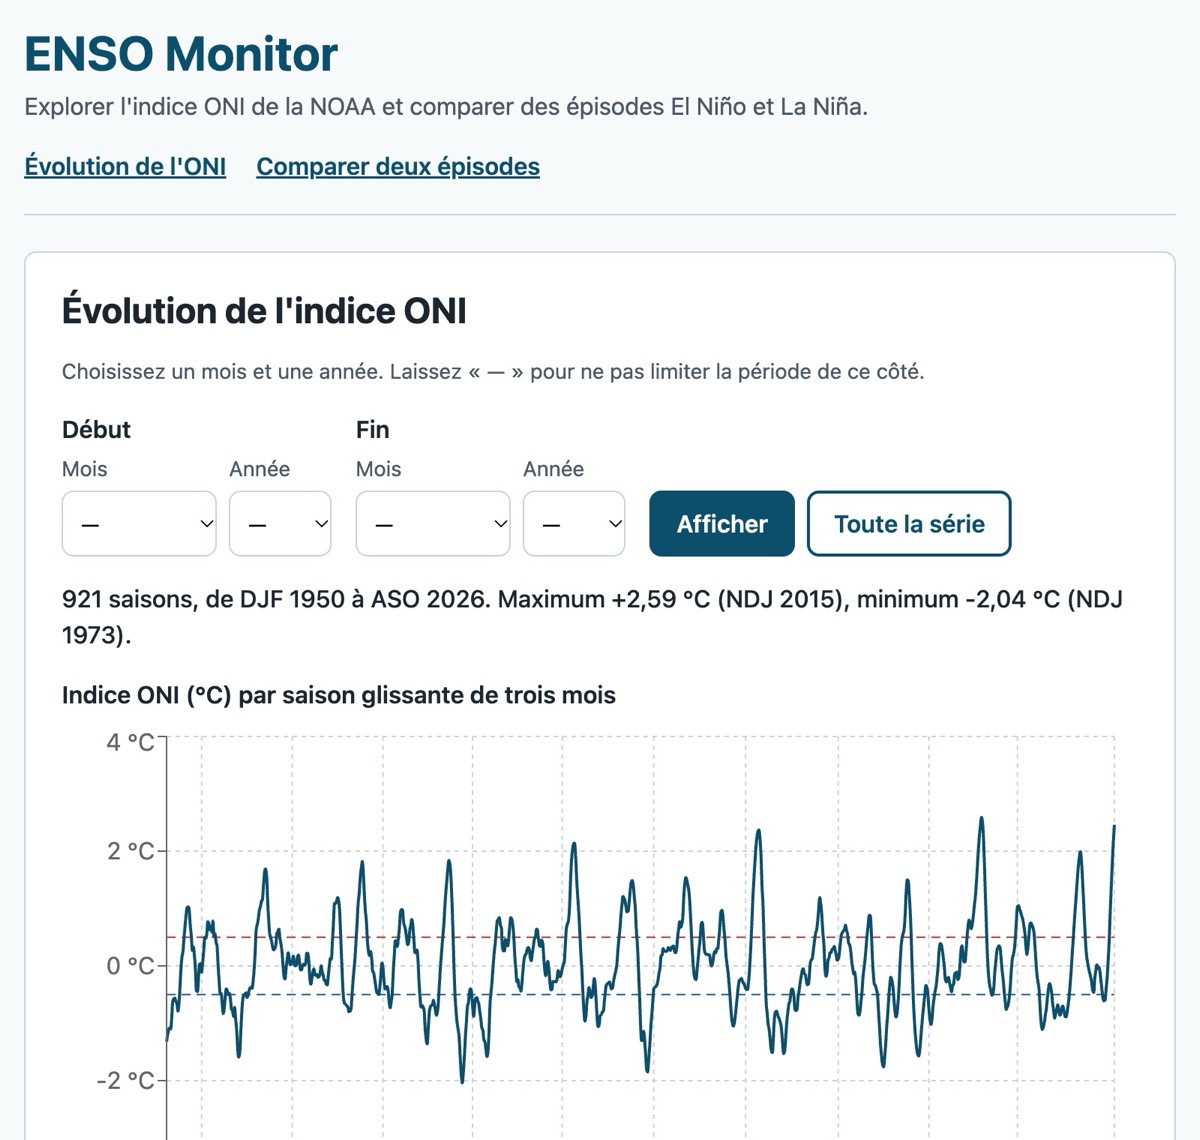 ENSO Monitor
Explorer l'indice ONI de la NOAA et comparer des épisodes El Niño et La Niña.
Évolution de l'ONI Comparer deux épisodes
Évolution de l'indice ONI
Choisissez un mois et une année. Laissez « — » pour ne pas limiter la période de ce côté.
Début Fin
Mois Année Mois Année
— — — — Afficher Toute la série
921 saisons, de DJF 1950 à ASO 2026. Maximum +2,59 °C (NDJ 2015), minimum -2,04 °C (NDJ
1973).
Indice ONI (°C) par saison glissante de trois mois
4 °C
2 °C
0 °C
-2 °C